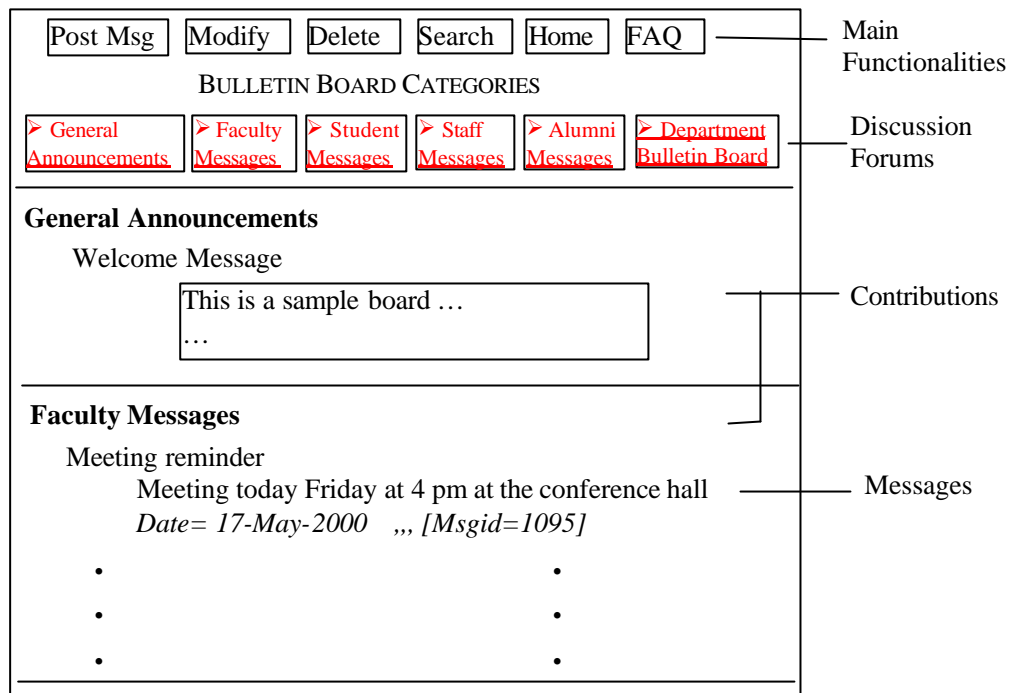 Post Msg Modify Delete Search Home FAQ
Main
Functionalities
BULLETIN BOARD CATEGORIES
➢ General
Announcements
➢ Faculty
Messages
➢ Student
Messages
➢ Staff
Messages
➢ Alumni
Messages
➢ Department
Bulletin Board
Discussion
Forums
General Announcements
Welcome Message
This is a sample board …
…
Contributions
Faculty Messages
Meeting reminder
Meeting today Friday at 4 pm at the conference hall
Messages
Date= 17-May-2000 ,,, [Msgid=1095]